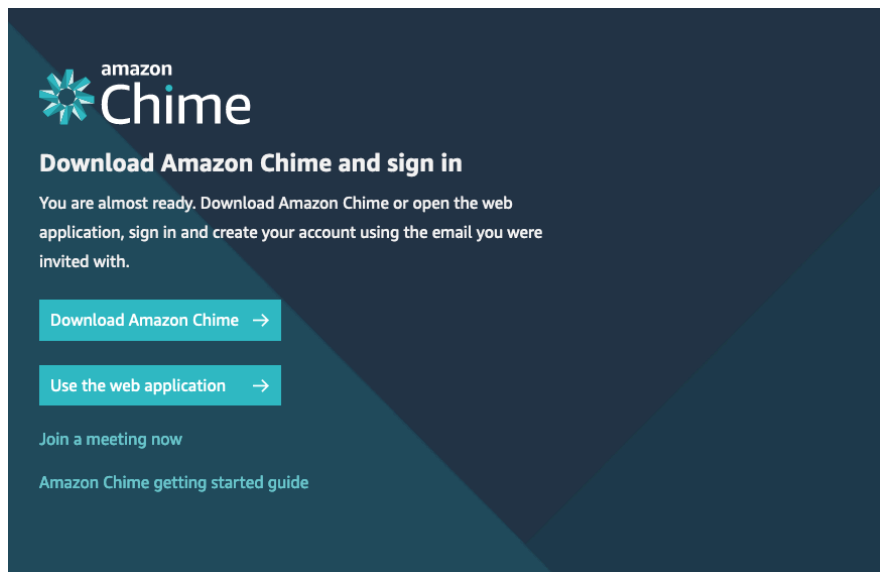 amazon
Chime
Download Amazon Chime and sign in
You are almost ready. Download Amazon Chime or open the web
application, sign in and create your account using the email you were
invited with.
Download Amazon Chime →
Use the web application →
Join a meeting now
Amazon Chime getting started guide